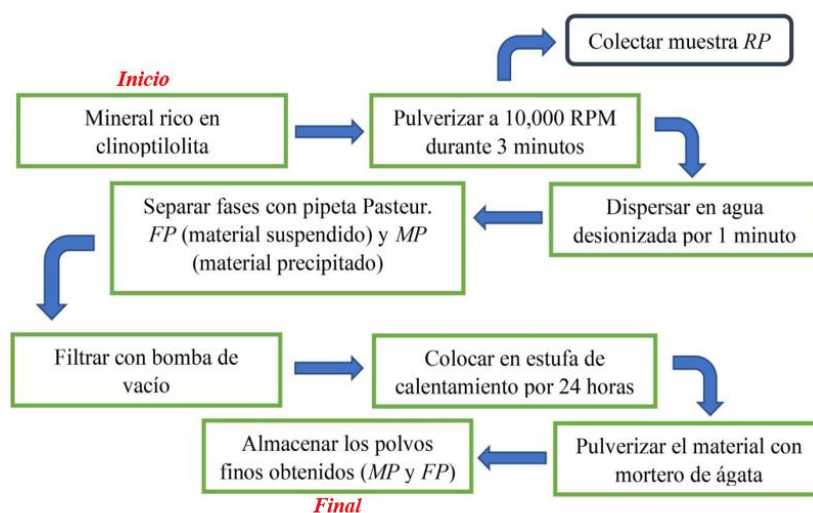 Inicio
Mineral rico en
clinoptilolita
Pulverizar a 10,000 RPM
durante 3 minutos
Colectar muestra RP
Dispersar en agua
desionizada por 1 minuto
Separar fases con pipeta Pasteur.
FP (material suspendido) y MP
(material precipitado)
Filtrar con bomba de
vacío
Colocar en estufa de
calentamiento por 24 horas
Pulverizar el material con
mortero de ágata
Almacenar los polvos
finos obtenidos (MP y FP)
Final